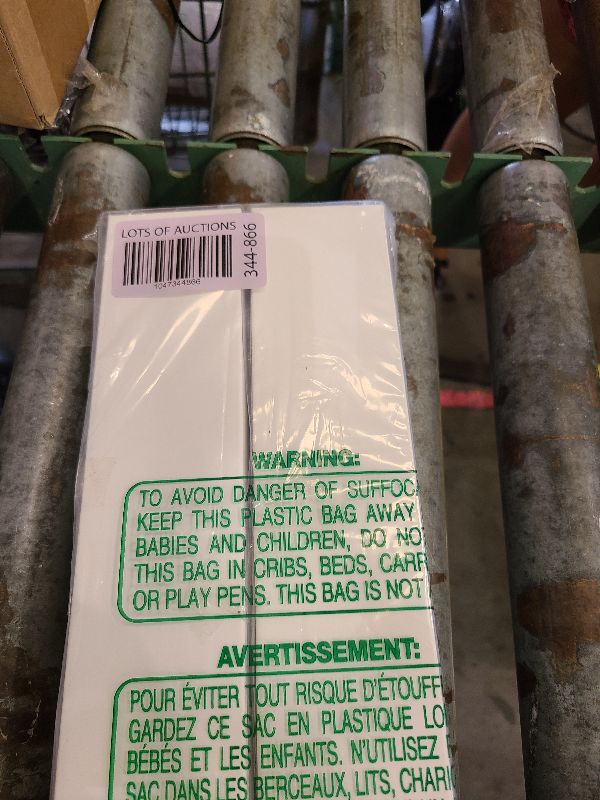 LOTS OF AUCTIONS
344-866
1047344866
WARNING:
TO AVOID DANGER OF SUFFOC
KEEP THIS PLASTIC BAG AWAY
BABIES AND CHILDREN, DO NO
THIS BAG IN CRIBS, BEDS, CARR
OR PLAY PENS. THIS BAG IS NOT
AVERTISSEMENT:
POUR ÉVITER TOUT RISQUE D'ÉTOUFF
GARDEZ CE SAC EN PLASTIQUE LO
BÉBÉS ET LES ENFANTS. N'UTILISEZ
SAC DANS LES BERCEAUX, LITS, CHARI